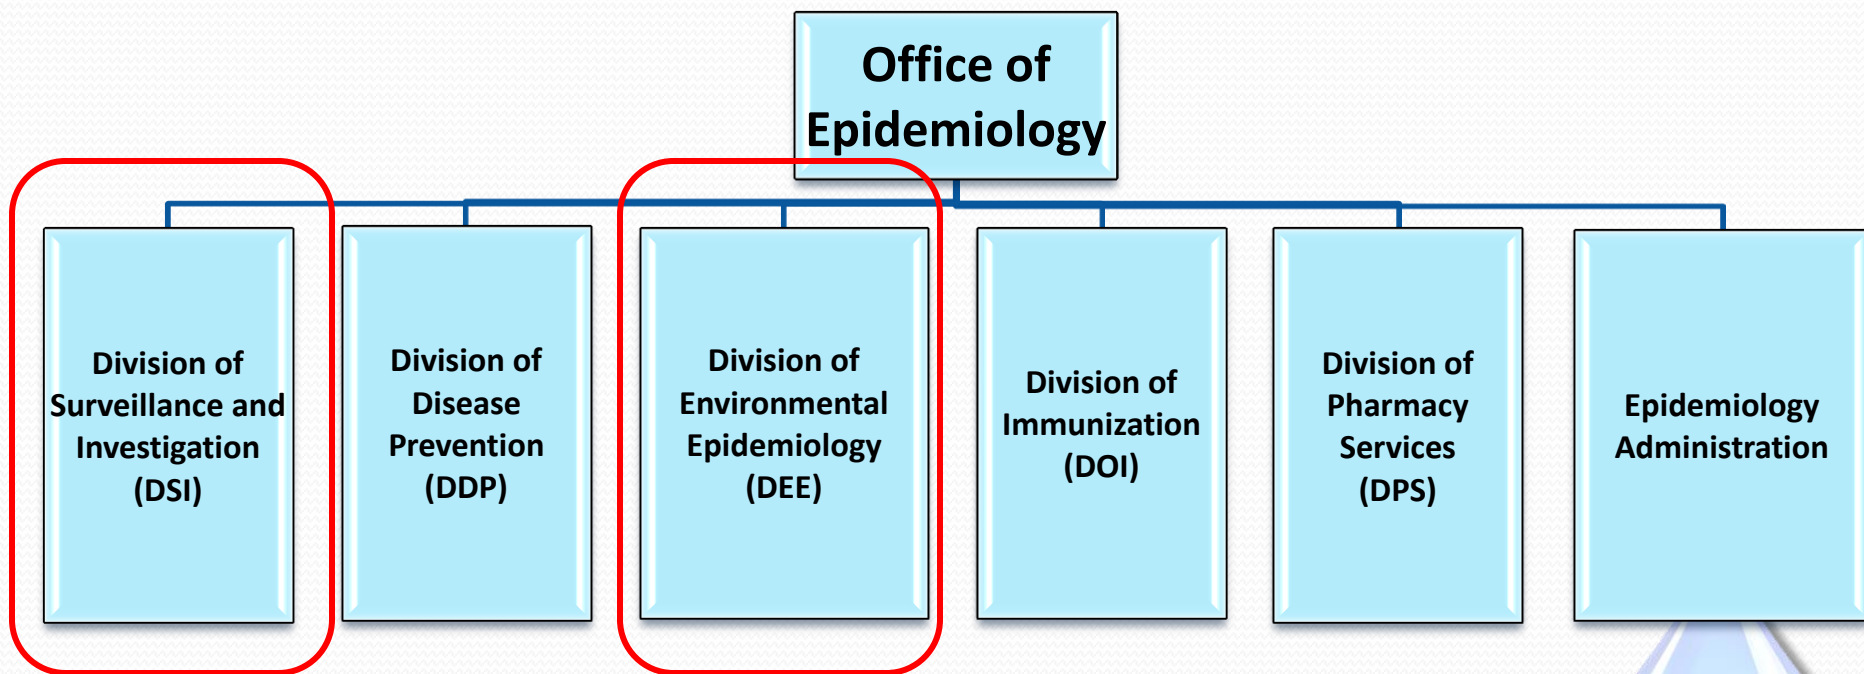 Office of
Epidemiology
Division of
Surveillance and
Investigation
(DSI)
Division of
Disease
Prevention
(DDP)
Division of
Environmental
Epidemiology
(DEE)
Division of
Immunization
(DOI)
Division of
Pharmacy
Services
(DPS)
Epidemiology
Administration